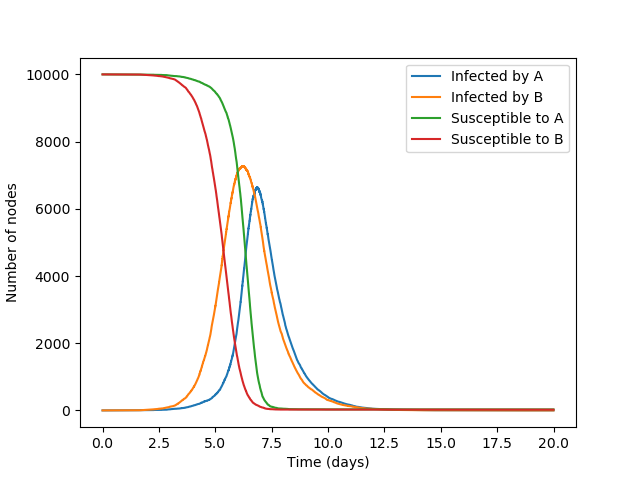 Number of nodes
10000
8000
6000
4000
2000
0
Infected by A
Infected by B
Susceptible to A
Susceptible to B
0.0 2.5 5.0 7.5 10.0 12.5 15.0 17.5 20.0
Time (days)